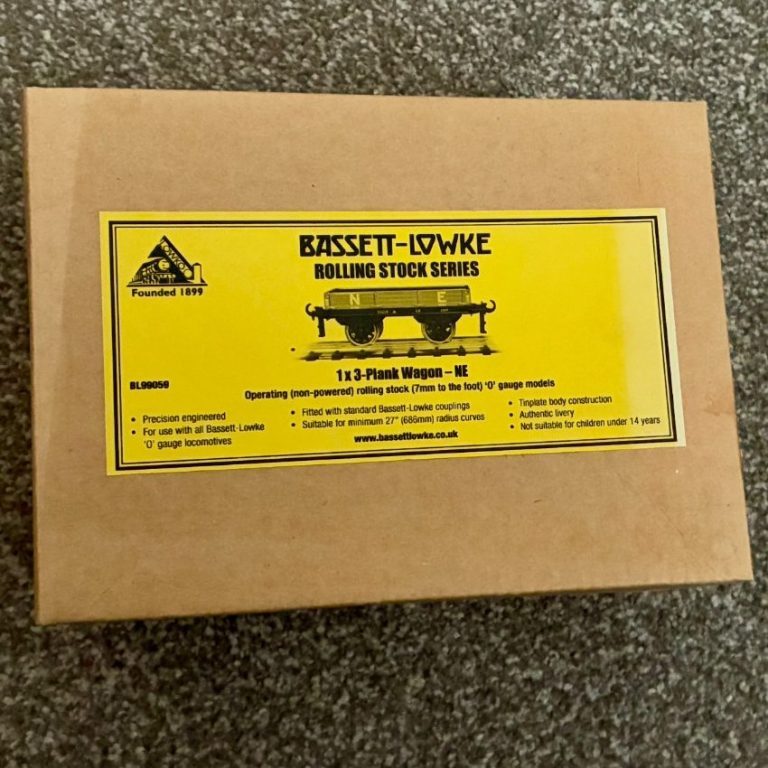 LOWKO
Founded 1899
BASSETT-LOWKE
ROLLING STOCK SERIES
N E
1 x 3-Plank Wagon – NE
BL99056
Operating (non-powered) rolling stock (7mm to the foot) 'O' gauge models
• Precision engineered
• For use with all Bassett-Lowke
'O' gauge locomotives
• Fitted with standard Bassett-Lowke couplings
• Suitable for minimum 27" (686mm) radius curves
www.bassettlowke.co.uk
• Tinplate body construction
• Authentic livery
• Not suitable for children under 14 years